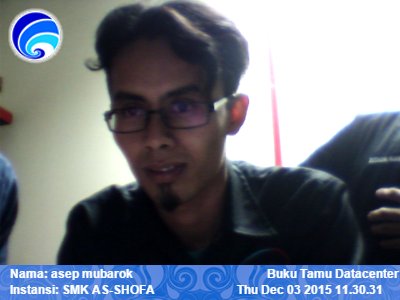 Nama: asep mubarok Buku Tamu Datacenter
Instansi: SMK AS-SHOFA Thu Dec 03 2015 11.30.31